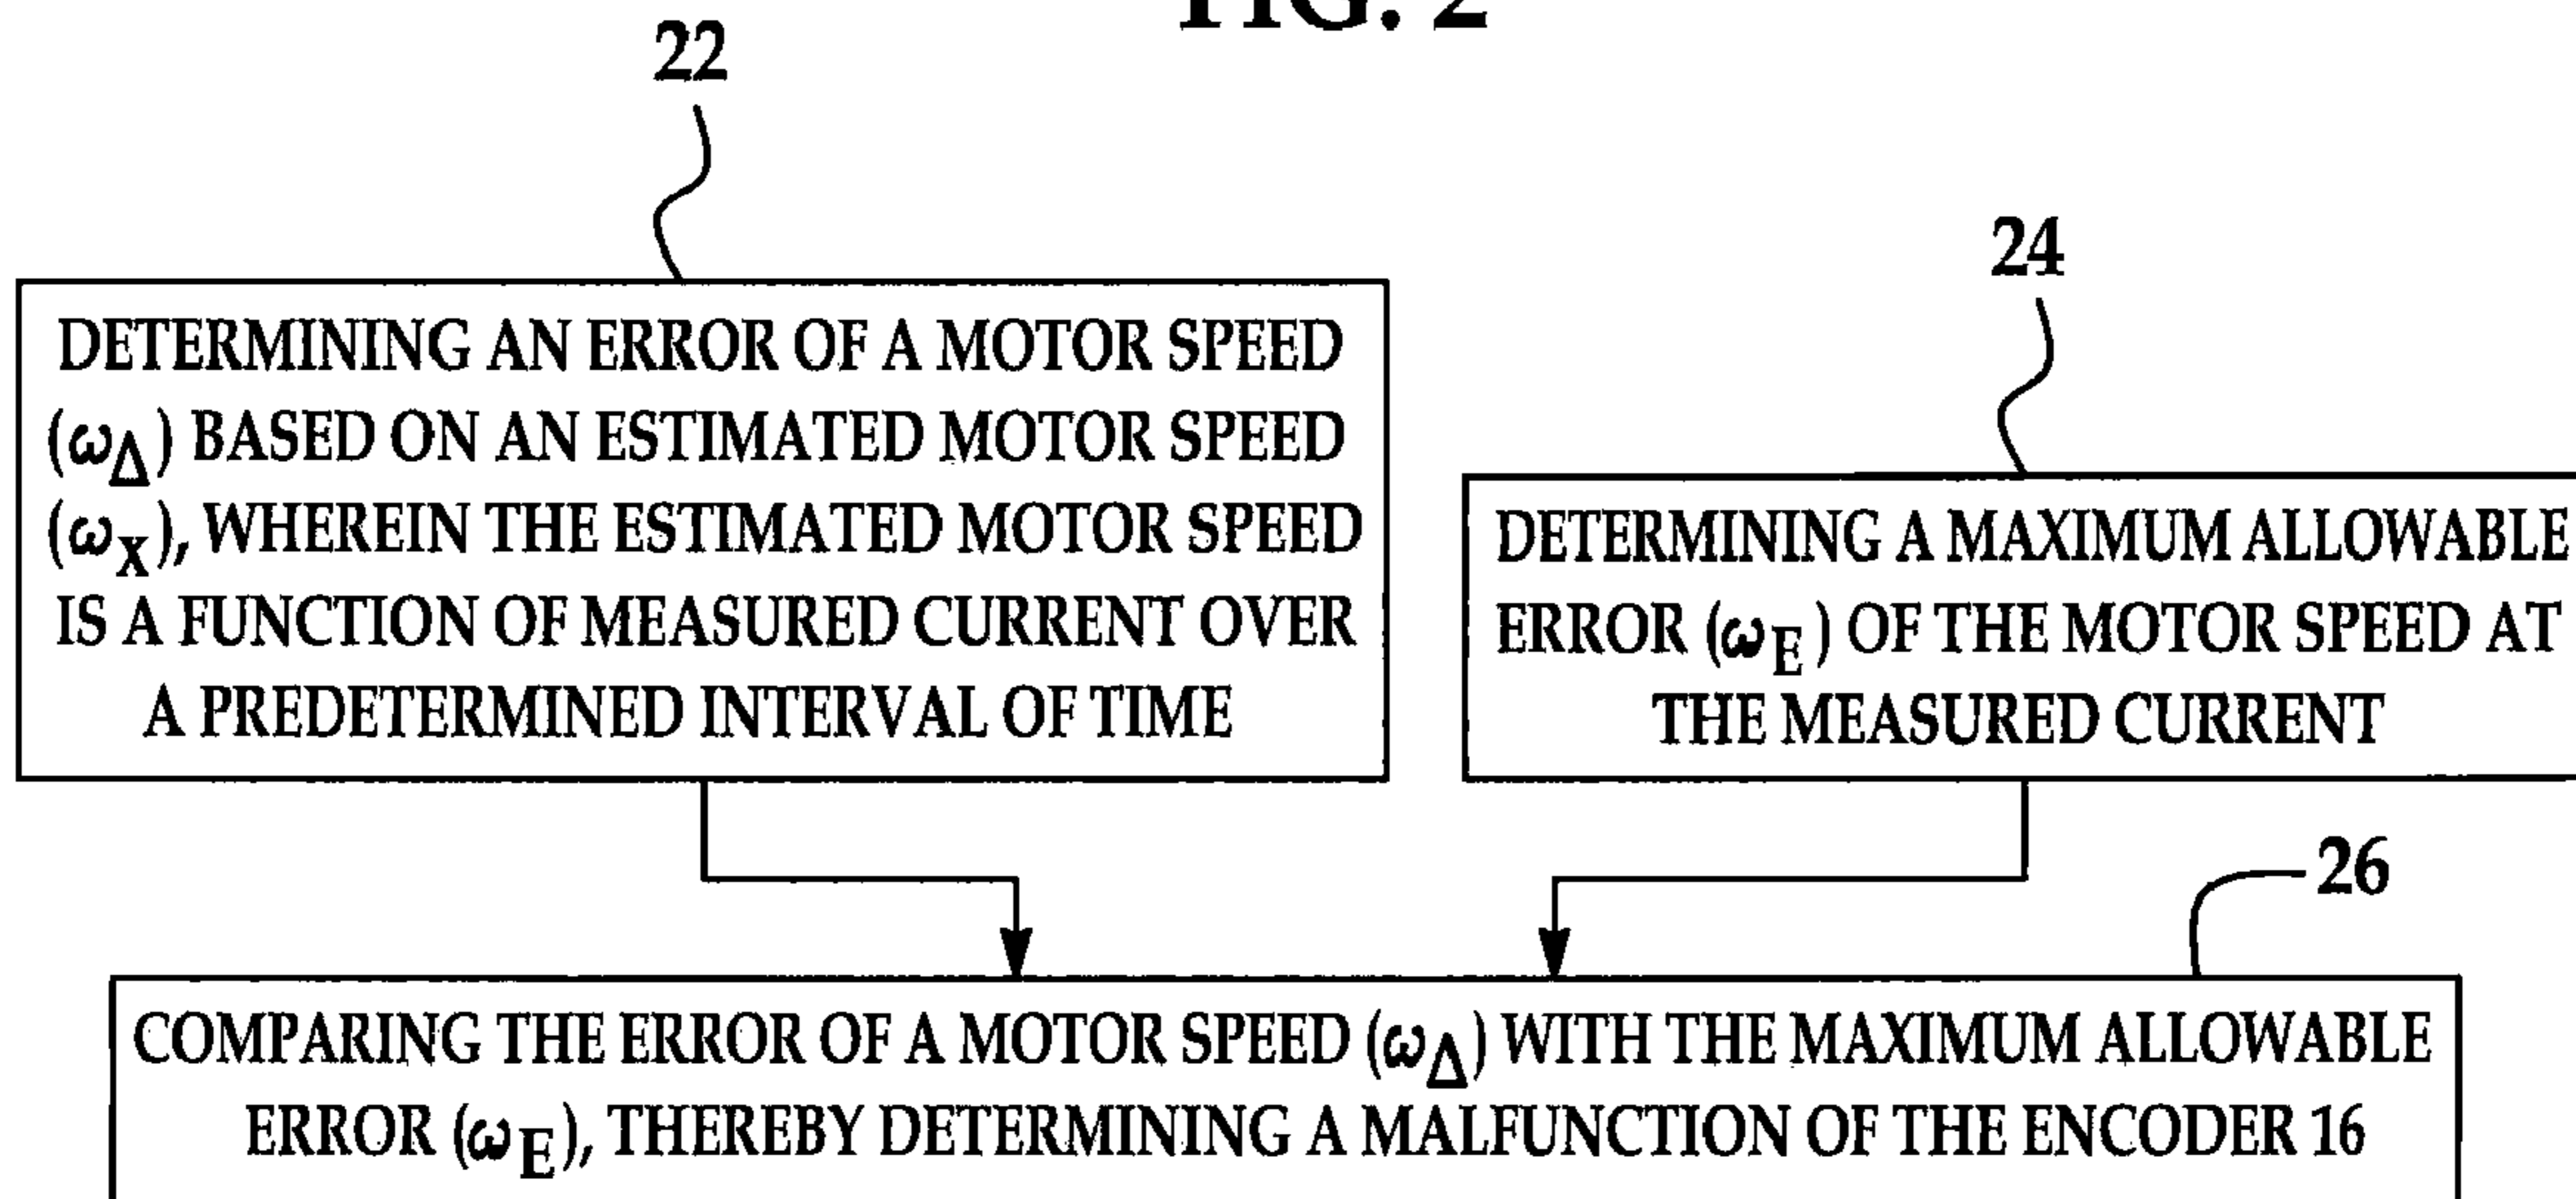 FIG. 2
22
DETERMINING AN ERROR OF A MOTOR SPEED
(ωΔ) BASED ON AN ESTIMATED MOTOR SPEED
(ωX), WHEREIN THE ESTIMATED MOTOR SPEED
IS A FUNCTION OF MEASURED CURRENT OVER
A PREDETERMINED INTERVAL OF TIME
24
DETERMINING A MAXIMUM ALLOWABLE
ERROR (ωE) OF THE MOTOR SPEED AT
THE MEASURED CURRENT
26
COMPARING THE ERROR OF A MOTOR SPEED (ωΔ) WITH THE MAXIMUM ALLOWABLE
ERROR (ωE), THEREBY DETERMINING A MALFUNCTION OF THE ENCODER 16